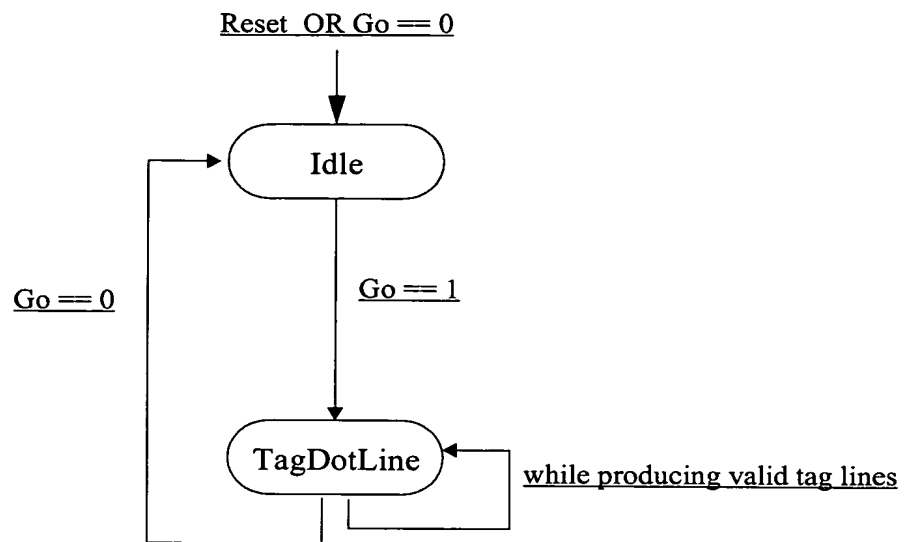 Reset OR Go == 0
Idle
Go == 0
Go == 1
TagDotLine
while producing valid tag lines